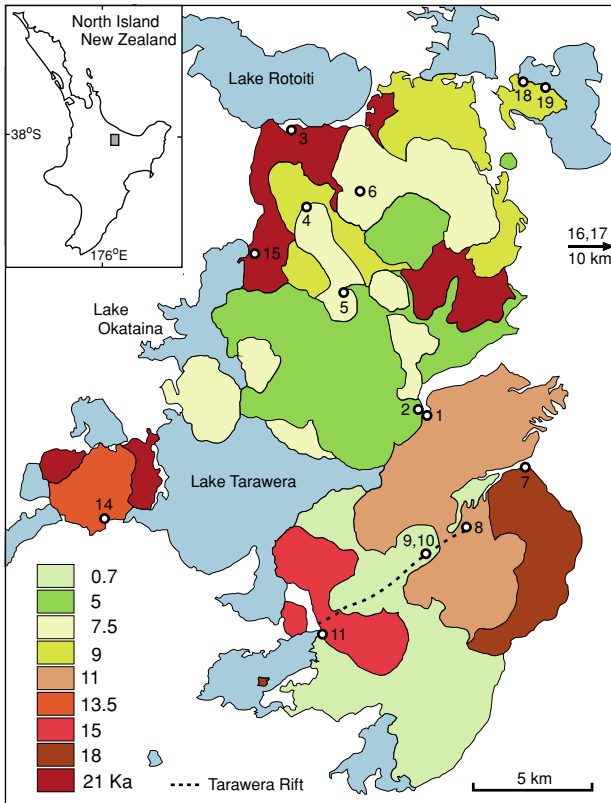 North Island
New Zealand
38°S
176°E
Lake Rotoiti
18
19
3
6
4
16,17
10 km
15
5
Lake
Okataina
2
1
Lake Tarawera
7
14
8
9,10
11
0.7
5
7.5
9
11
13.5
15
18
21 Ka
Tarawera Rift
5 km